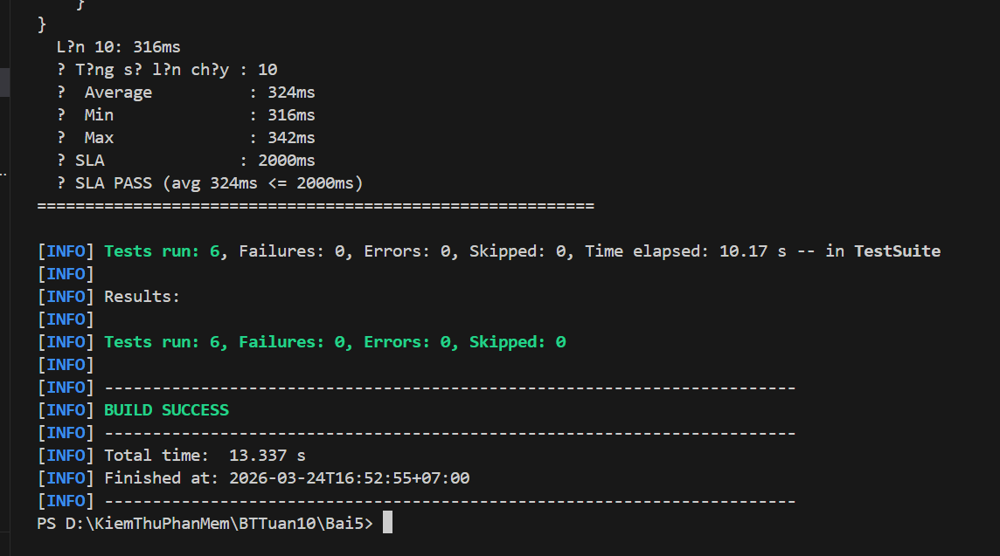 }
}
L?n 10: 316ms
? T?ng s? l?n ch?y : 10
?  Average          : 324ms
?  Min              : 316ms
?  Max              : 342ms
? SLA              : 2000ms
? SLA PASS (avg 324ms <= 2000ms)
==========================================================
[INFO] Tests run: 6, Failures: 0, Errors: 0, Skipped: 0, Time elapsed: 10.17 s -- in TestSuite
[INFO]
[INFO] Results:
[INFO]
[INFO] Tests run: 6, Failures: 0, Errors: 0, Skipped: 0
[INFO]
[INFO] ------------------------------------------------------------------------
[INFO] BUILD SUCCESS
[INFO] ------------------------------------------------------------------------
[INFO] Total time:  13.337 s
[INFO] Finished at: 2026-03-24T16:52:55+07:00
[INFO] ------------------------------------------------------------------------
PS D:\KiemThuPhanMem\BTTuan10\Bai5>